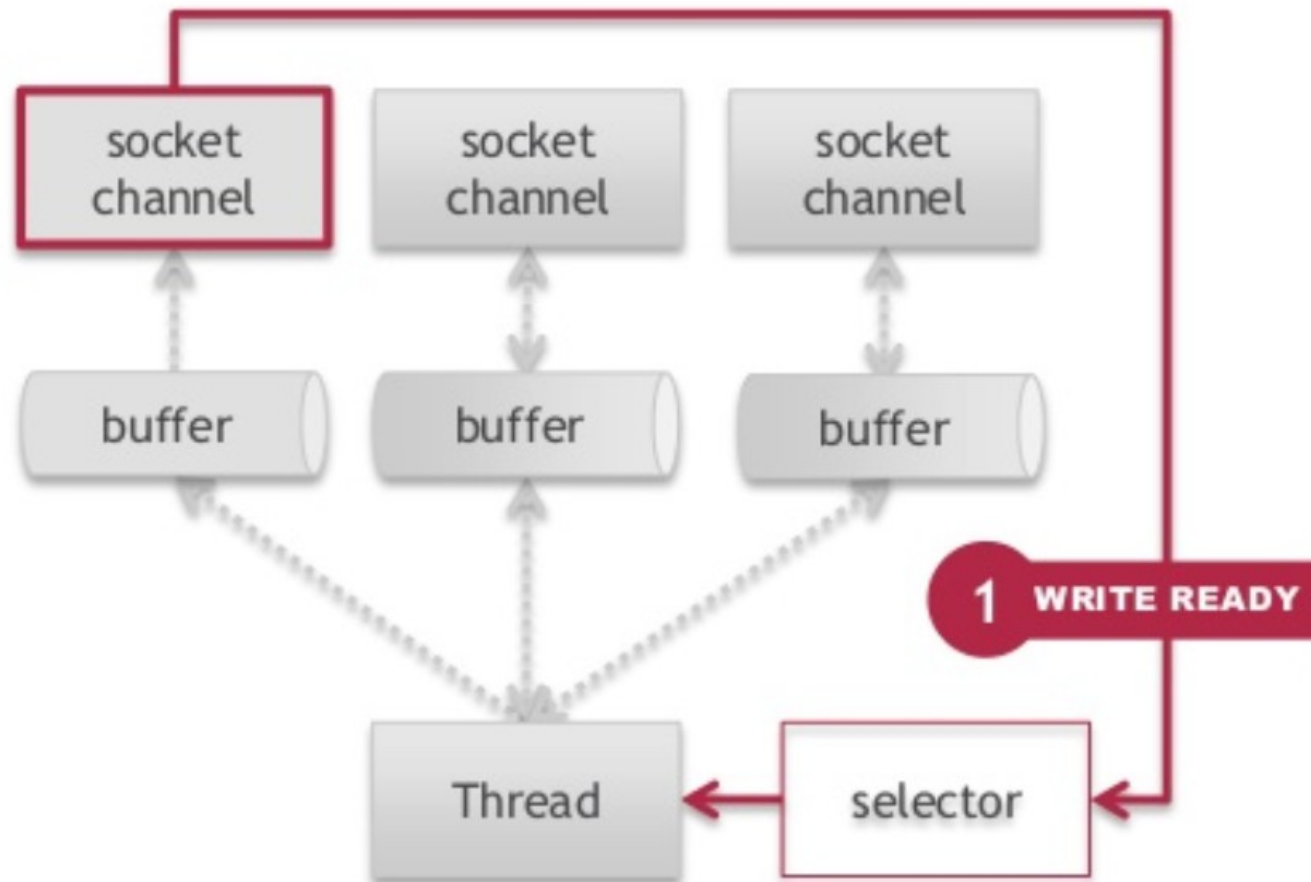 socket
channel
socket
channel
socket
channel
buffer
buffer
buffer
1 WRITE READY
Thread
selector